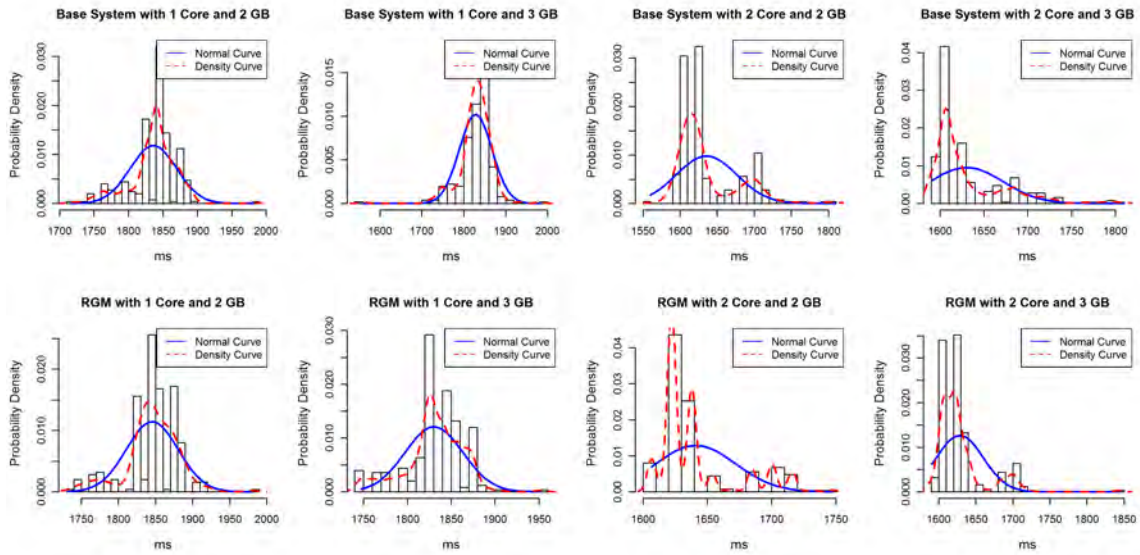 Base System with 1 Core and 2 GB
Probability Density
0.000 0.010 0.020 0.030
Normal Curve
Density Curve
1700 1750 1800 1850 1900 1950 2000
ms
Base System with 1 Core and 3 GB
Probability Density
0.000 0.005 0.010 0.015
Normal Curve
Density Curve
1600 1700 1800 1900 2000
ms
Base System with 2 Core and 2 GB
Probability Density
0.000 0.010 0.020 0.030
Normal Curve
Density Curve
1550 1600 1650 1700 1750 1800
ms
Base System with 2 Core and 3 GB
Probability Density
0.00 0.01 0.02 0.03 0.04
Normal Curve
Density Curve
1600 1650 1700 1750 1800
ms
RGM with 1 Core and 2 GB
Probability Density
0.000 0.010 0.020
Normal Curve
Density Curve
1750 1800 1850 1900 1950 2000
ms
RGM with 1 Core and 3 GB
Probability Density
0.000 0.010 0.020 0.030
Normal Curve
Density Curve
1750 1800 1850 1900 1950
ms
RGM with 2 Core and 2 GB
Probability Density
0.00 0.01 0.02 0.03 0.04
Normal Curve
Density Curve
1600 1650 1700 1750
ms
RGM with 2 Core and 3 GB
Probability Density
0.000 0.010 0.020 0.030
Normal Curve
Density Curve
1600 1650 1700 1750 1800 1850
ms